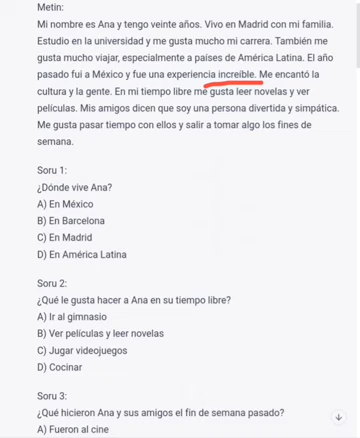 Metin:
Mi nombre es Ana y tengo veinte años. Vivo en Madrid con mi familia.
Estudio en la universidad y me gusta mucho mi carrera. También me
gusta mucho viajar, especialmente a países de América Latina. El año
pasado fui a México y fue una experiencia increíble. Me encantó la
cultura y la gente. En mi tiempo libre me gusta leer novelas y ver
películas. Mis amigos dicen que soy una persona divertida y simpática.
Me gusta pasar tiempo con ellos y salir a tomar algo los fines de
semana.
Soru 1:
¿Dónde vive Ana?
A) En México
B) En Barcelona
C) En Madrid
D) En América Latina
Soru 2:
¿Qué le gusta hacer a Ana en su tiempo libre?
A) Ir al gimnasio
B) Ver películas y leer novelas
C) Jugar videojuegos
D) Cocinar
Soru 3:
¿Qué hicieron Ana y sus amigos el fin de semana pasado?
A) Fueron al cine